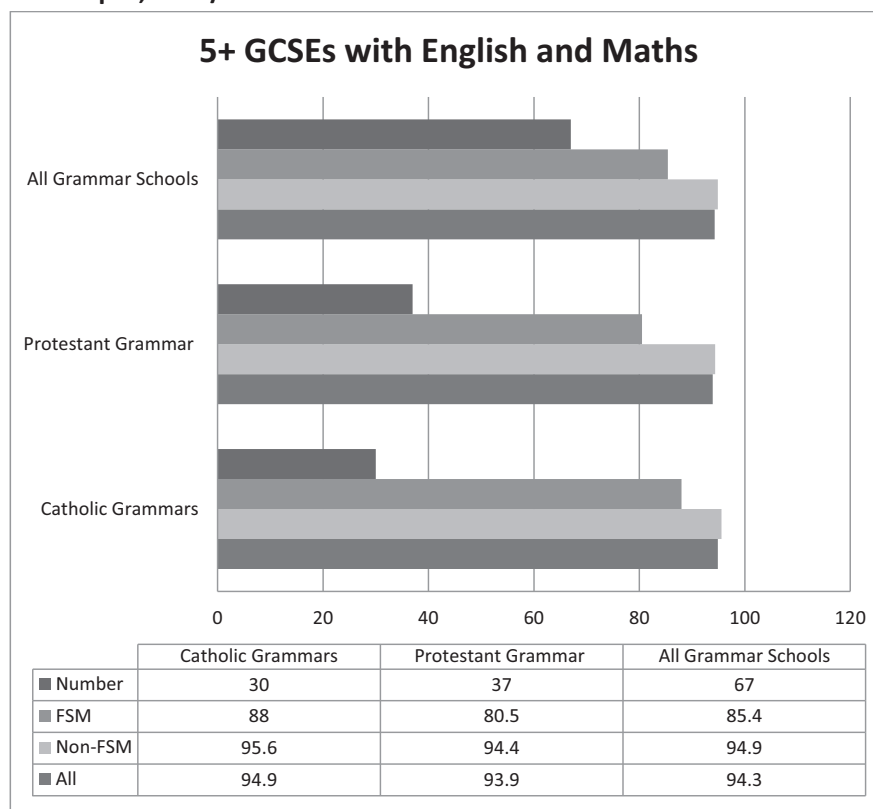 5+ GCSEs with English and Maths
All Grammar Schools
Protestant Grammar
Catholic Grammars
0 20 40 60 80 100 120
Catholic Grammars Protestant Grammar All Grammar Schools
Number 30 37 67
FSM 88 80.5 85.4
Non-FSM 95.6 94.4 94.9
All 94.9 93.9 94.3